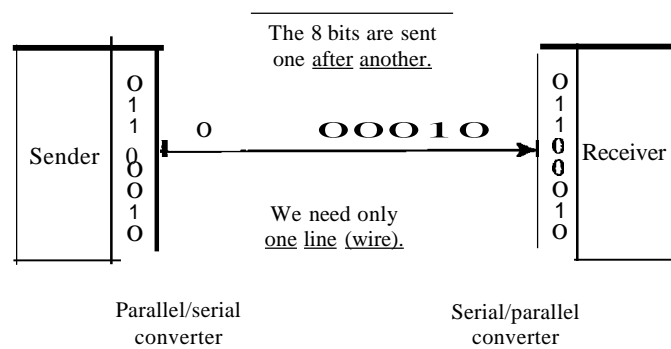 The 8 bits are sent
one after another.
0
1
1
0
0
0
1
0
Sender
0 00010
0
1
1
0
0
0
1
0
Receiver
We need only
one line (wire).
Parallel/serial
converter
Serial/parallel
converter